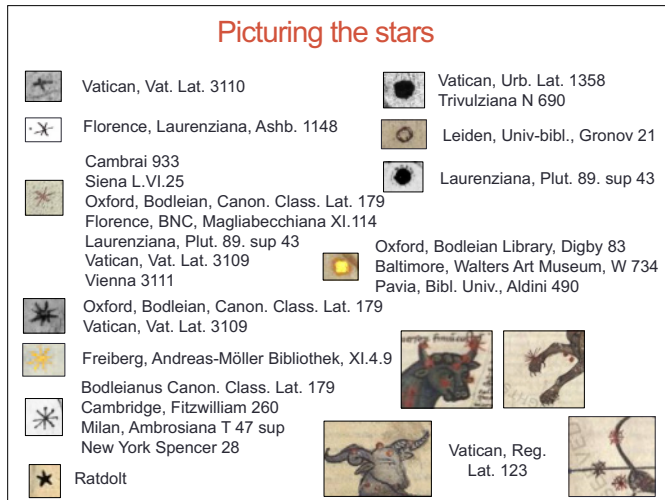 Picturing the stars
Vatican, Vat. Lat. 3110
Florence, Laurenziana, Ashb. 1148
Cambrai 933
Siena L.VI.25
Oxford, Bodleian, Canon. Class. Lat. 179
Florence, BNC, Magliabecchiana XI.114
Laurenziana, Plut. 89. sup 43
Vatican, Vat. Lat. 3109
Vienna 3111
Oxford, Bodleian, Canon. Class. Lat. 179
Vatican, Vat. Lat. 3109
Freiberg, Andreas-Möller Bibliothek, XI.4.9
Bodleianus Canon. Class. Lat. 179
Cambridge, Fitzwilliam 260
Milan, Ambrosiana T 47 sup
New York Spencer 28
Ratdolt
Vatican, Urb. Lat. 1358
Trivulziana N 690
Leiden, Univ-bibl., Gronov 21
Laurenziana, Plut. 89. sup 43
Oxford, Bodleian Library, Digby 83
Baltimore, Walters Art Museum, W 734
Pavia, Bibl. Univ., Aldini 490
Vatican, Reg.
Lat. 123